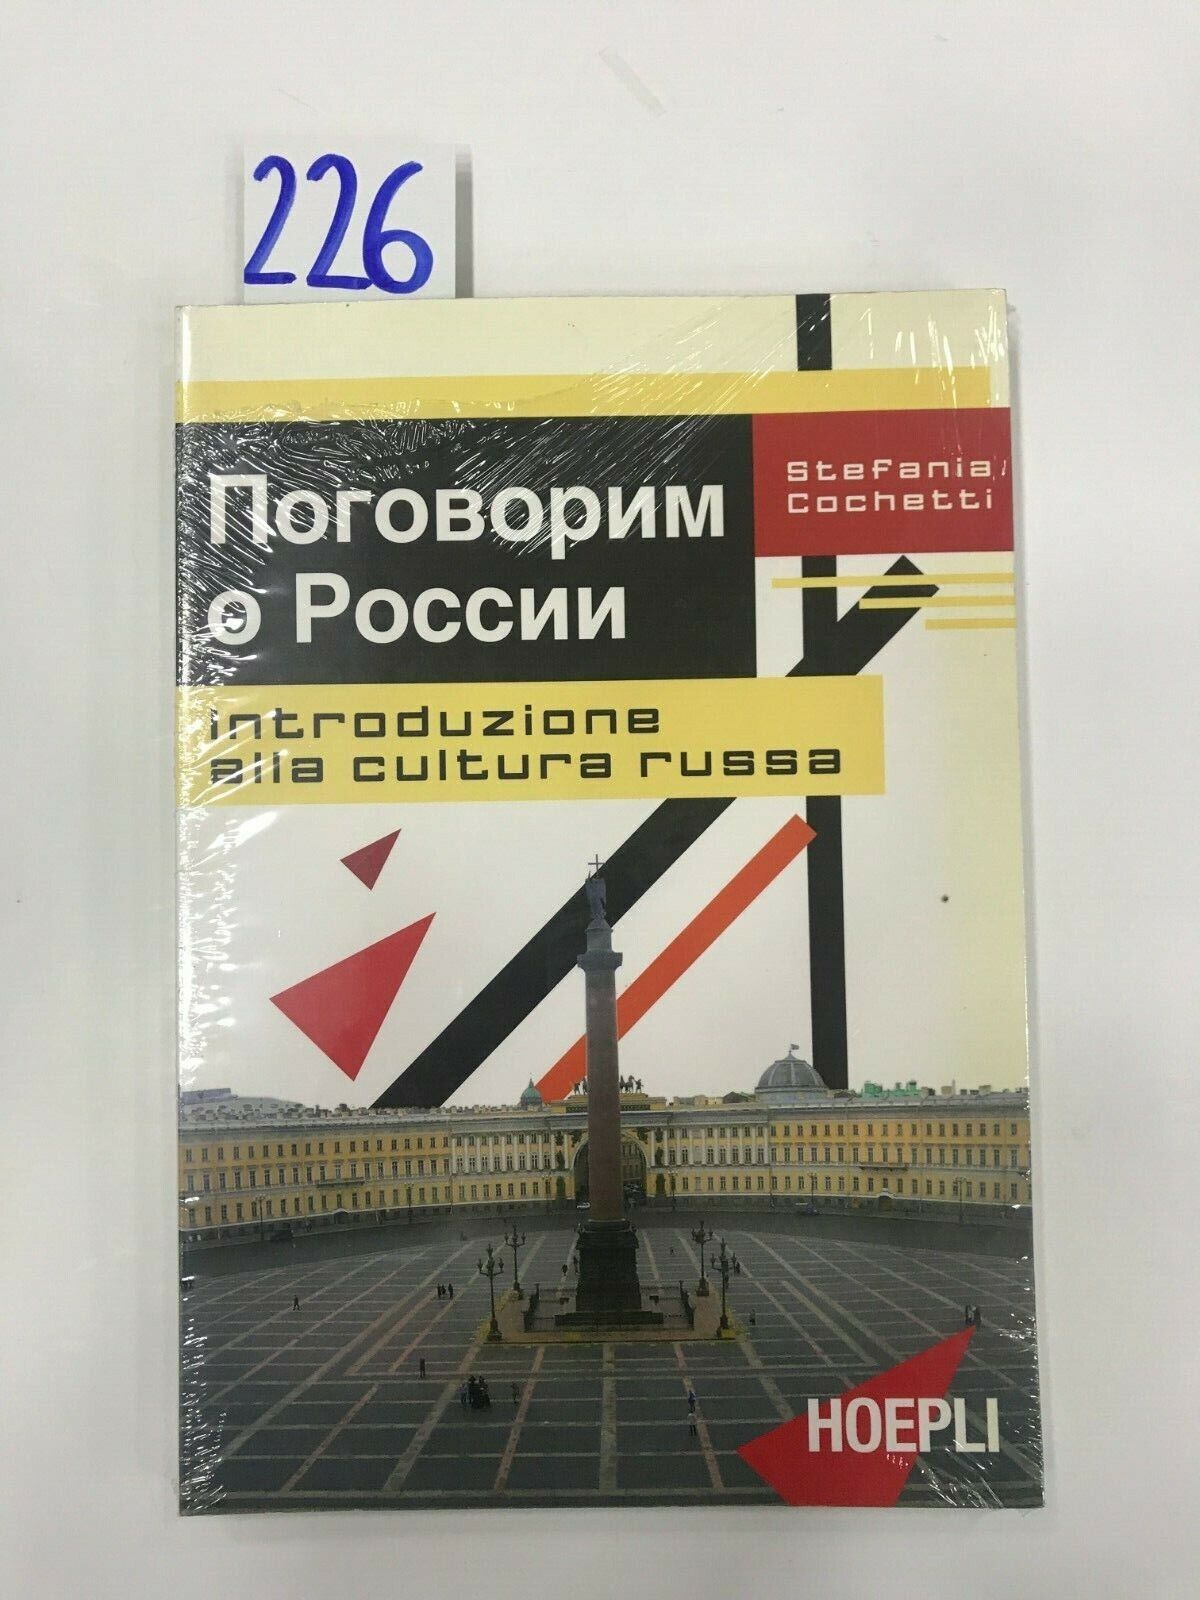 226
Stefania
Cochetti
Поговорим
о России
Introduzione
alla cultura russa
HOEPLI